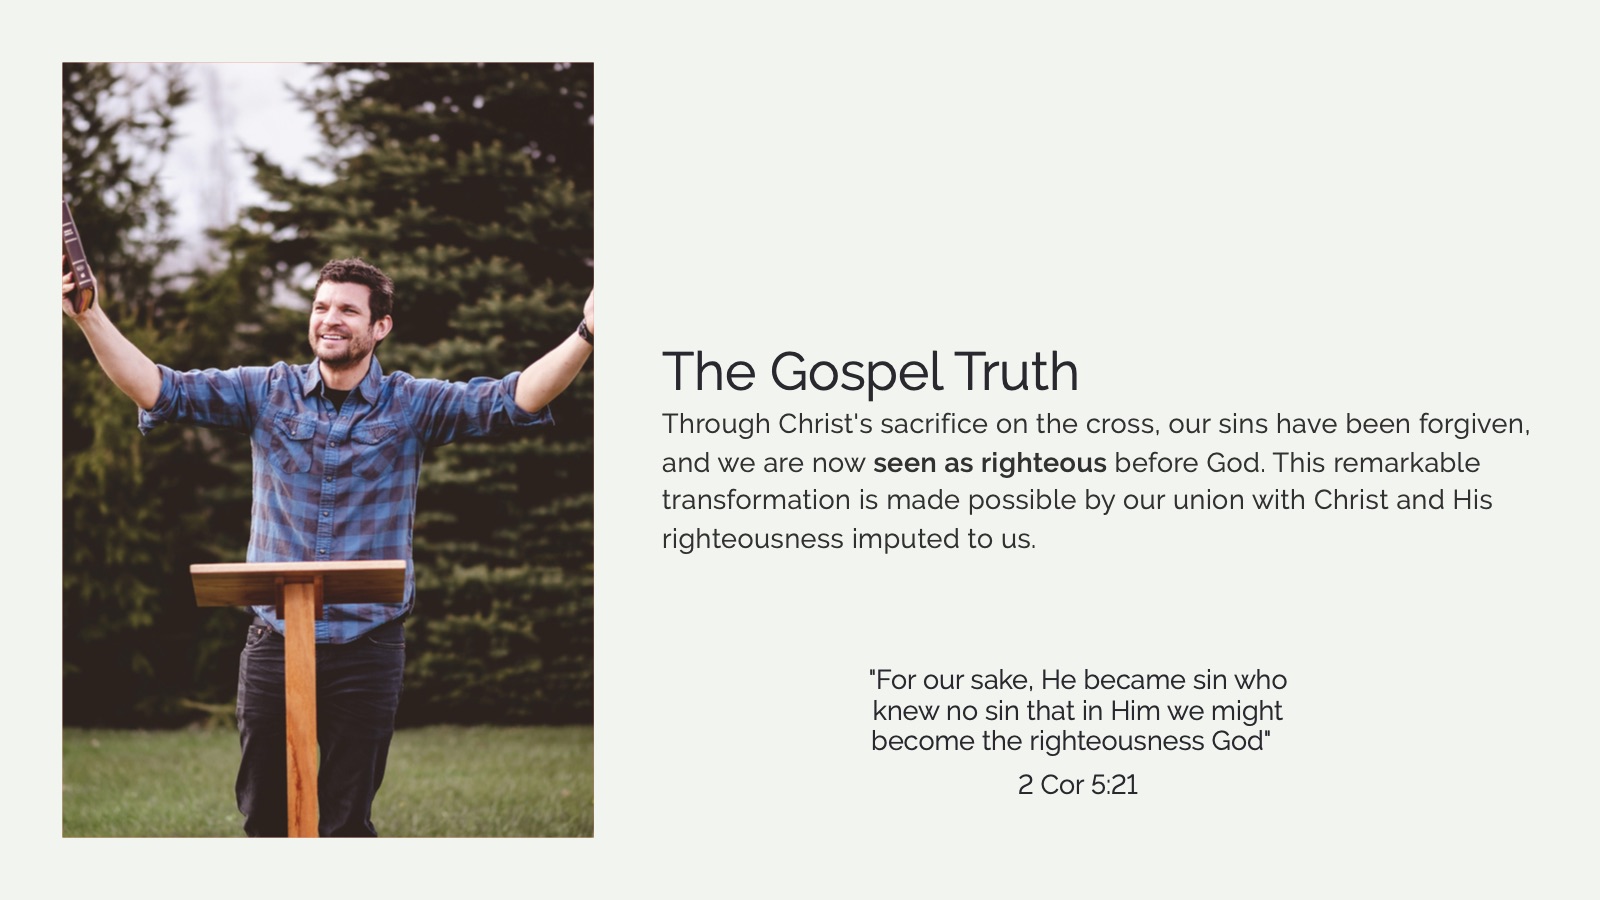 The Gospel Truth
Through Christ's sacrifice on the cross, our sins have been forgiven,
and we are now seen as righteous before God. This remarkable
transformation is made possible by our union with Christ and His
righteousness imputed to us.
"For our sake, He became sin who
knew no sin that in Him we might
become the righteousness God"
2 Cor 5:21